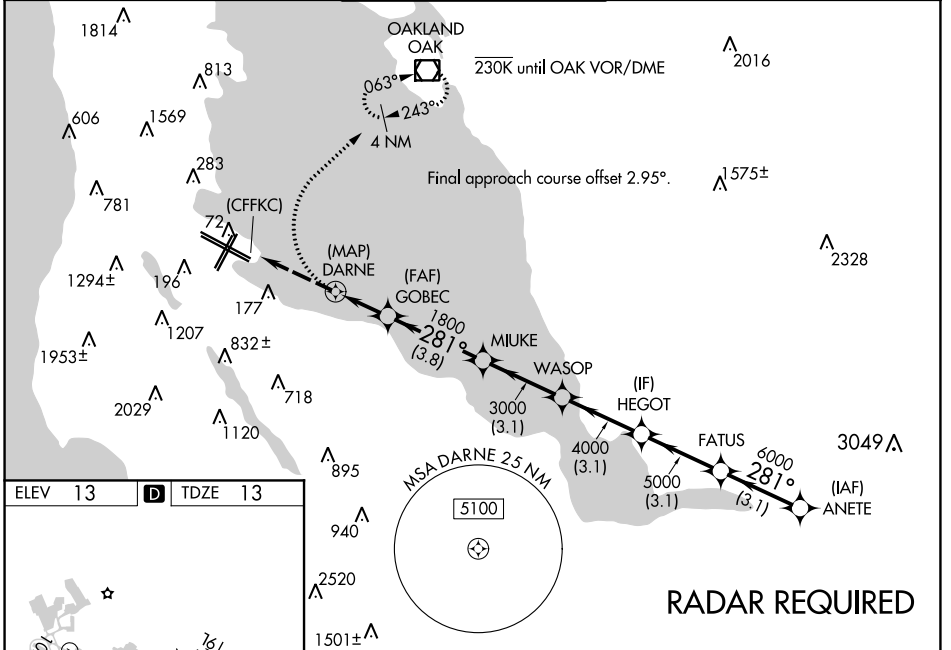 1814
OAKLAND
OAK
230K until OAK VOR/DME
2016
813
063°
243°
4 NM
606
1569
283
Final approach course offset 2.95°.
1575±
781
(CFFKC)
72
(MAP)
DARNE
2328
1294±
196
177
(FAF)
GOBEC
1800
281°
(3.8)
MIUKE
1207
1953±
832±
WASOP
(IF)
HEGOT
718
3000
(3.1)
2029
1120
4000
(3.1)
FATUS
6000
281°
(3.1)
3049
5000
(3.1)
(IAF)
ANETE
895
MSA DARNE 25 NM
5100
ELEV 13
D
TDZE 13
940
2520
RADAR REQUIRED
1501±
191